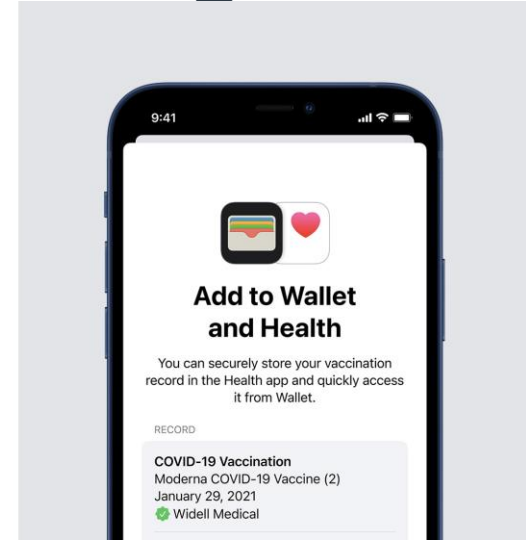 9:41
Add to Wallet
and Health
You can securely store your vaccination
record in the Health app and quickly access
it from Wallet.
RECORD
COVID-19 Vaccination
Moderna COVID-19 Vaccine (2)
January 29, 2021
Widell Medical